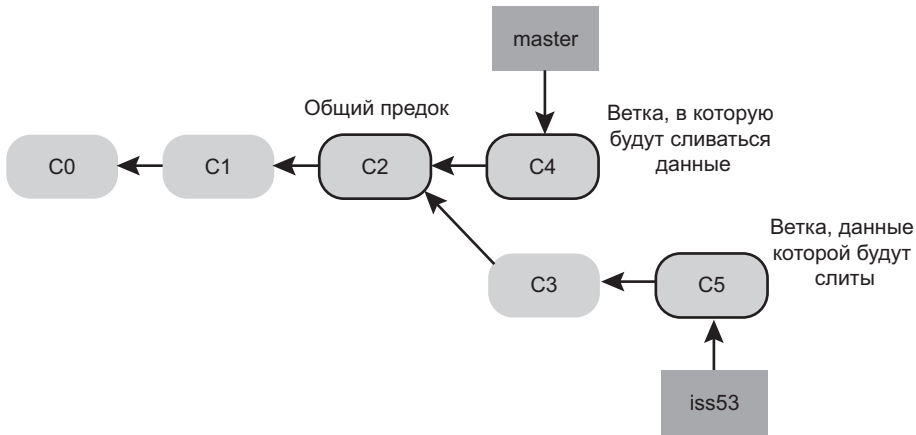 master
Общий предок
Ветка, в которую
будут сливаться
данные
C0
C1
C2
C4
Ветка, данные
которой будут
слиты
C3
C5
iss53